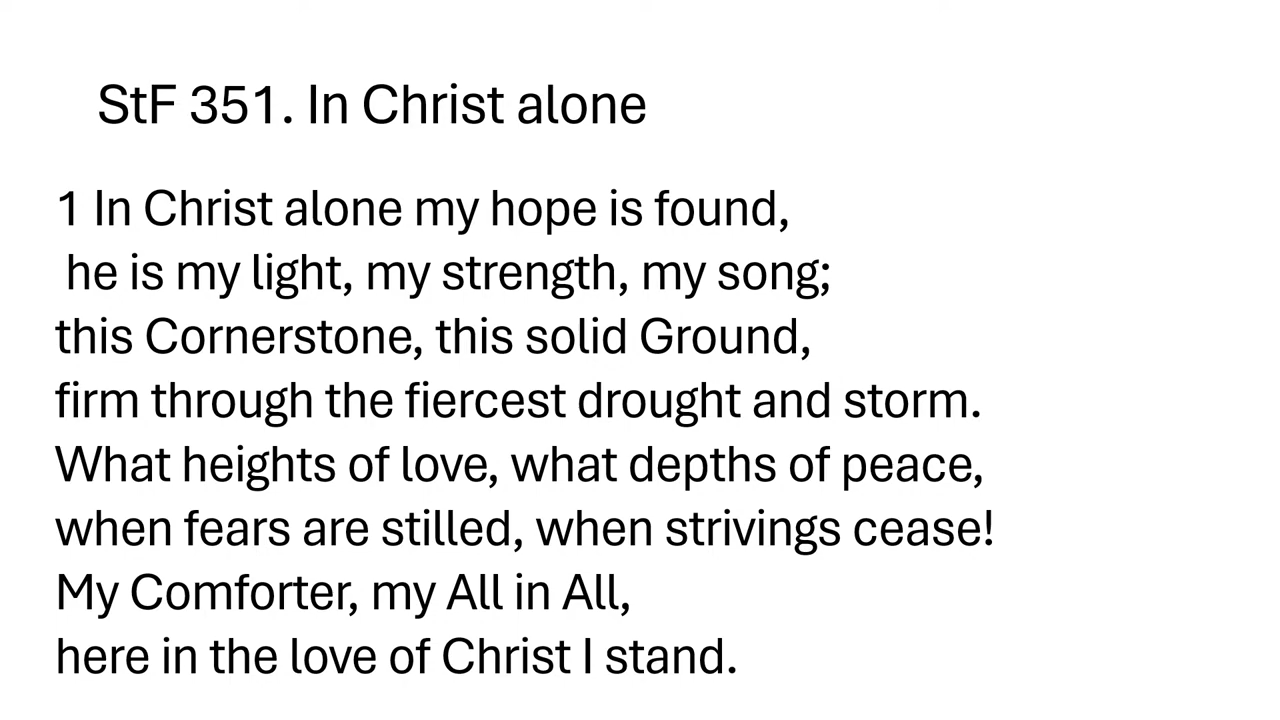 StF 351. In Christ alone
1 In Christ alone my hope is found,
he is my light, my strength, my song;
this Cornerstone, this solid Ground,
firm through the fiercest drought and storm.
What heights of love, what depths of peace,
when fears are stilled, when strivings cease!
My Comforter, my All in All,
here in the love of Christ I stand.